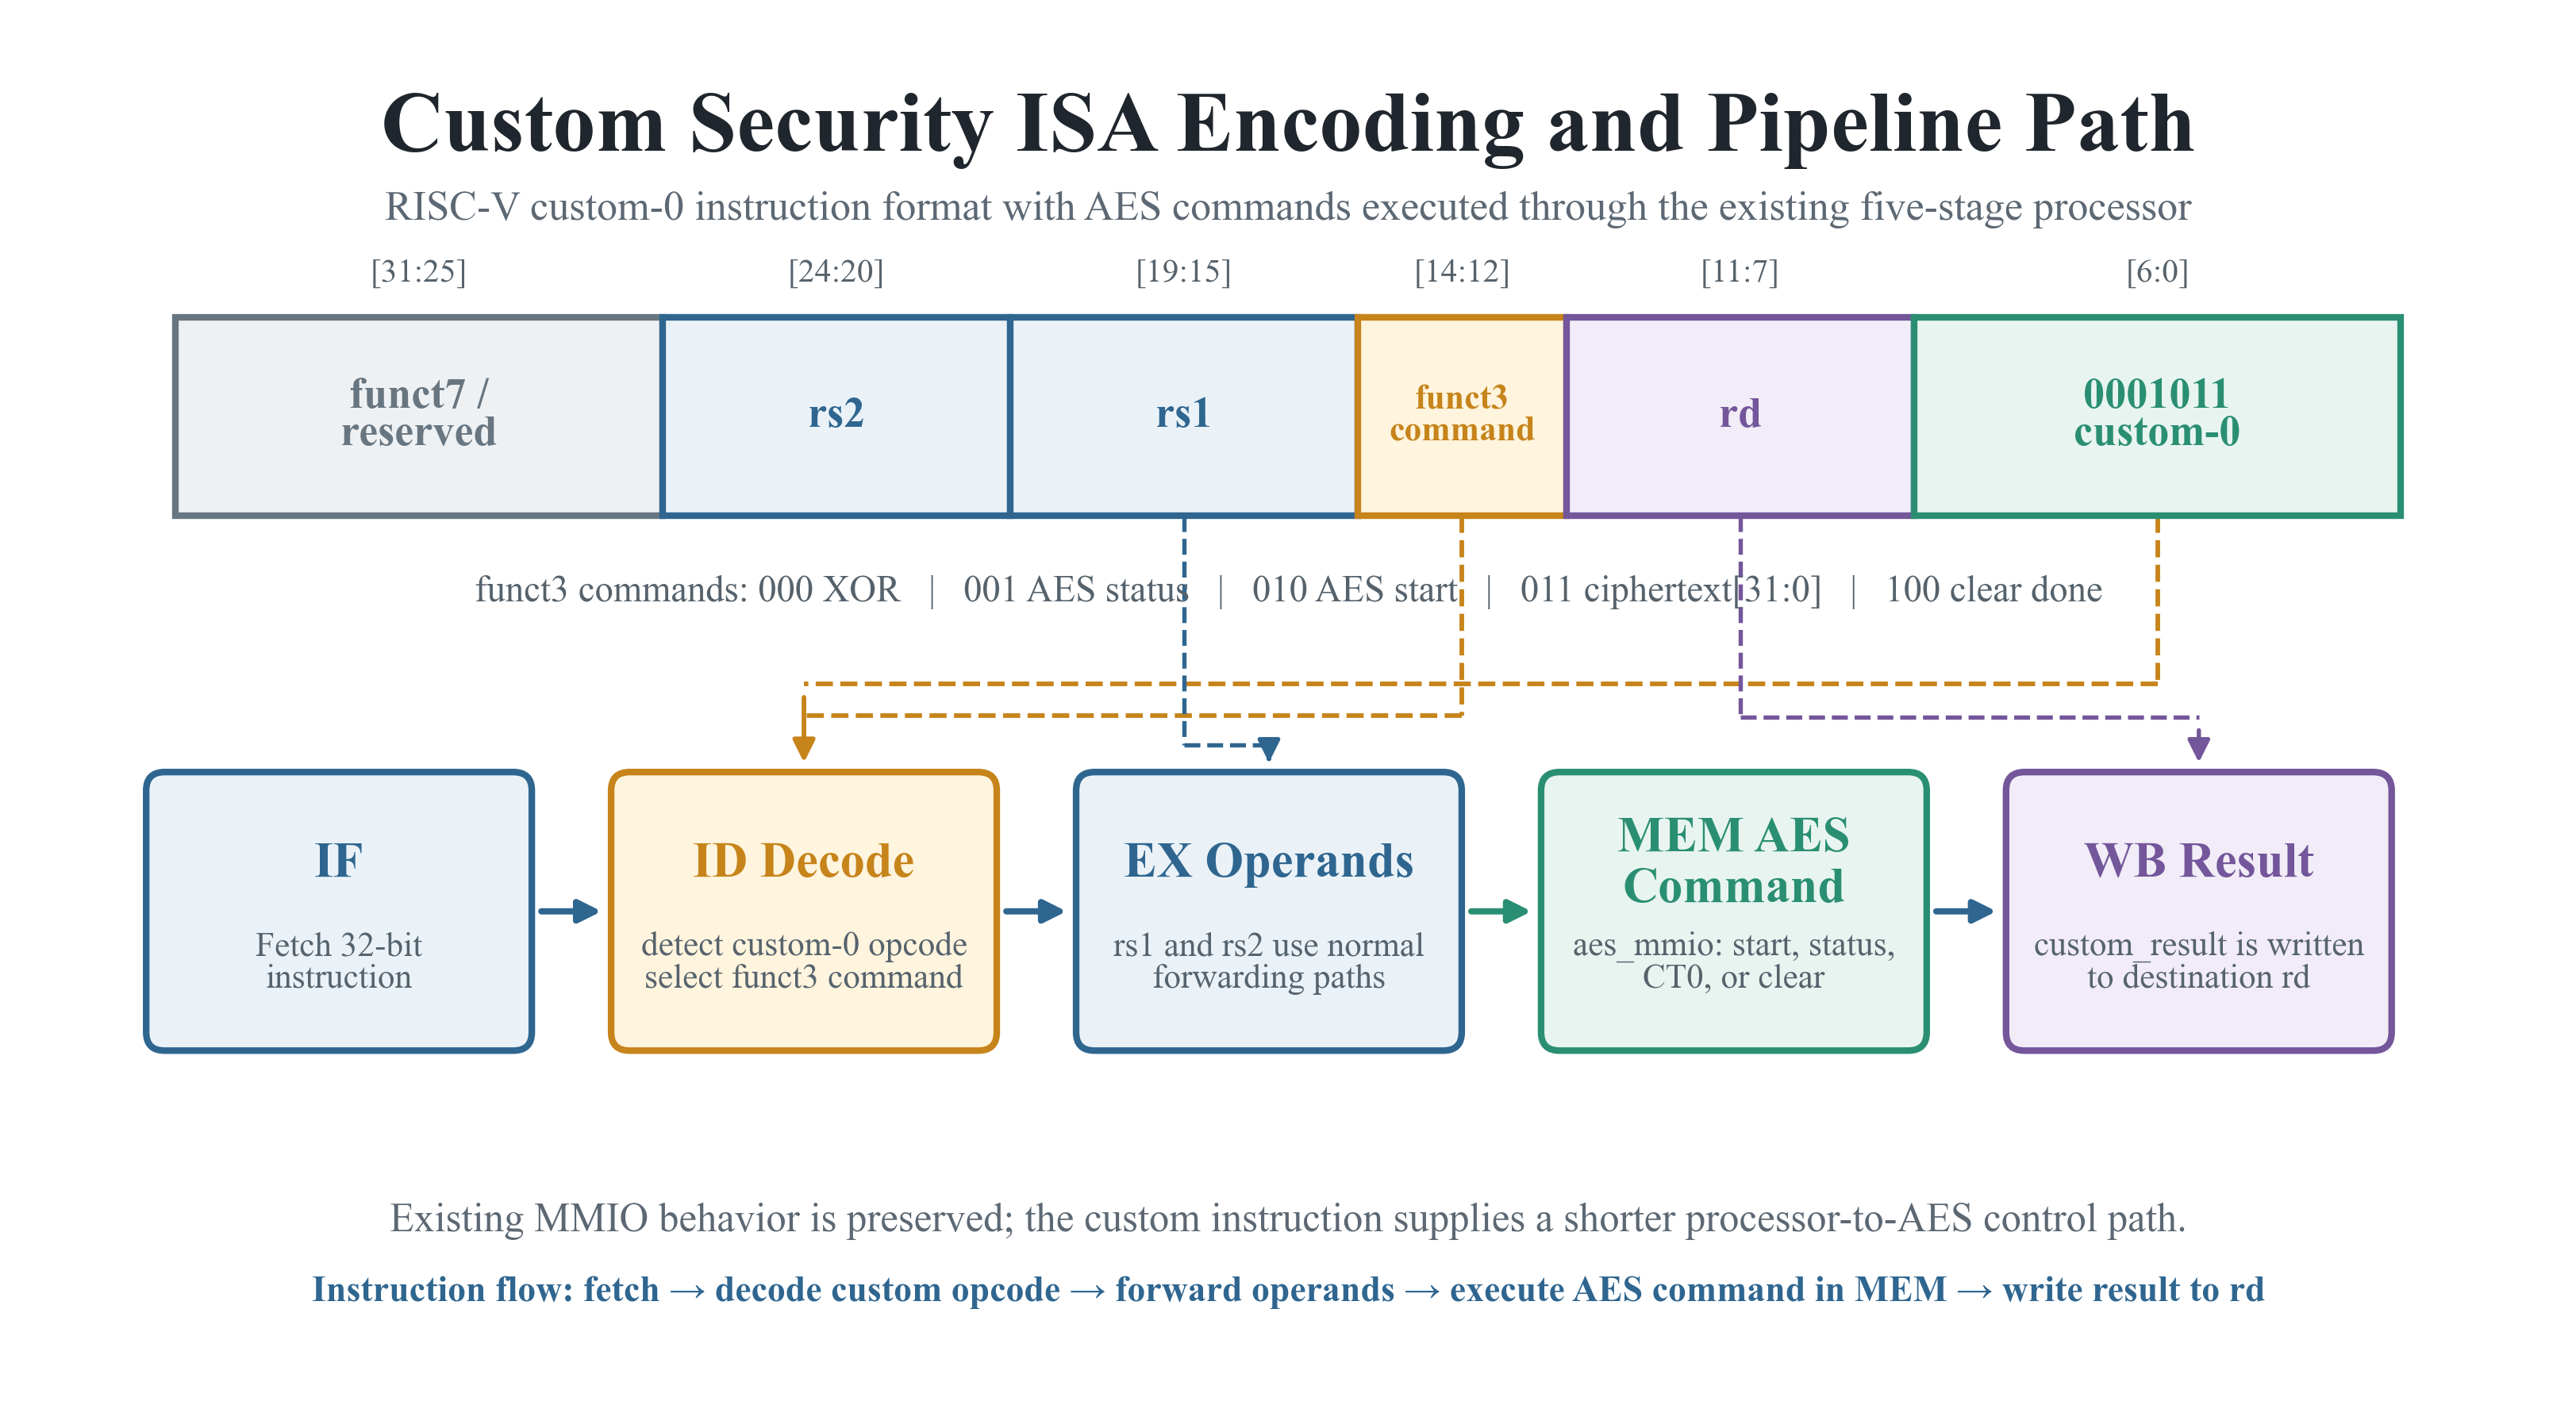 Custom Security ISA Encoding and Pipeline Path
RISC-V custom-0 instruction format with AES commands executed through the existing five-stage processor
[31:25]
[24:20]
[19:15]
[14:12]
[11:7]
[6:0]
funct7 /
reserved
rs2
rs1
funct3
command
rd
0001011
custom-0
funct3 commands: 000 XOR | 001 AES status | 010 AES start | 011 ciphertext[31:0] | 100 clear done
IF
Fetch 32-bit
instruction
ID Decode
detect custom-0 opcode
select funct3 command
EX Operands
rs1 and rs2 use normal
forwarding paths
MEM AES
Command
aes_mmio: start, status,
CT0, or clear
WB Result
custom_result is written
to destination rd
Existing MMIO behavior is preserved; the custom instruction supplies a shorter processor-to-AES control path.
Instruction flow: fetch → decode custom opcode → forward operands → execute AES command in MEM → write result to rd